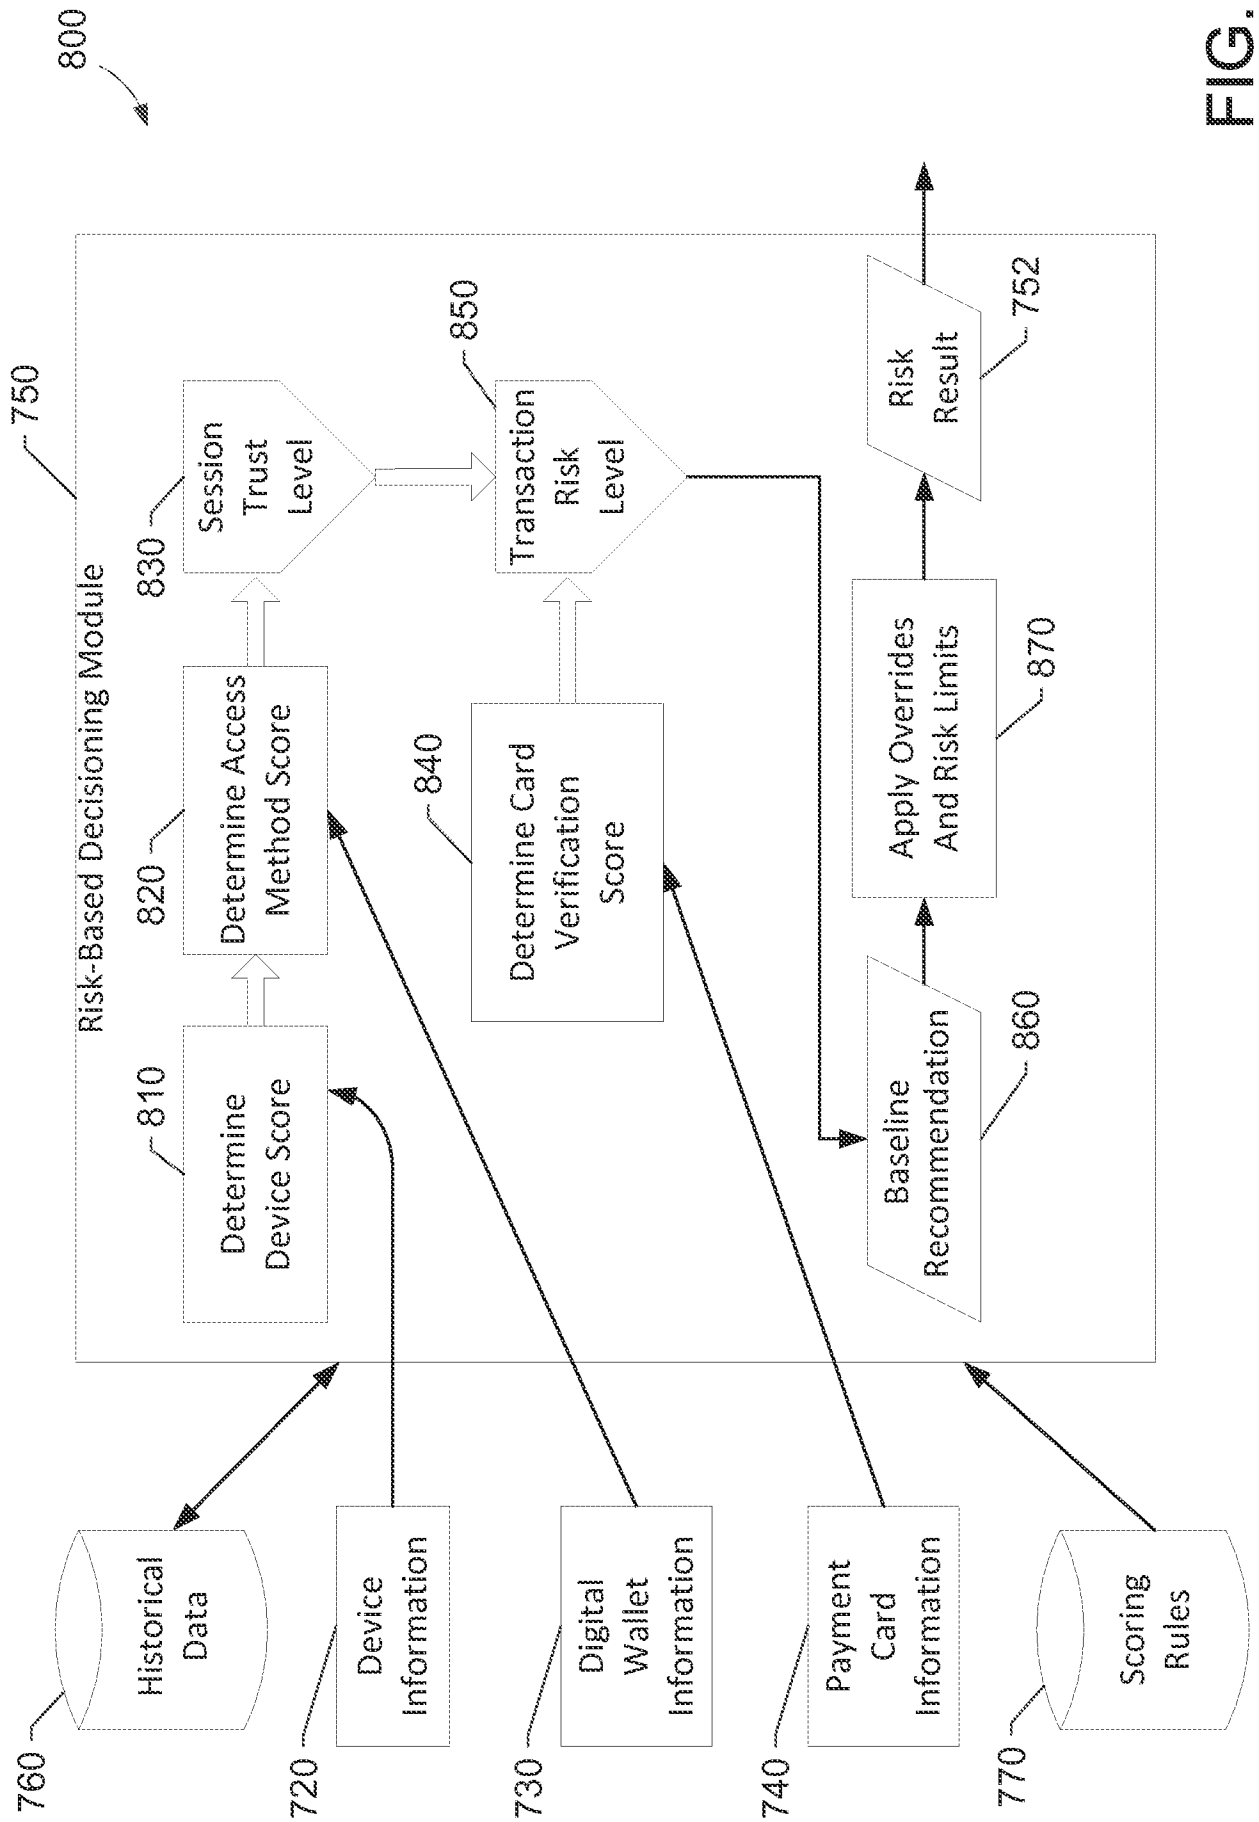 800
750
Risk-Based Decisioning Module
760
Historical
Data
810
Determine
Device Score
820
Determine Access
Method Score
830
Session
Trust
Level
720
Device
Information
840
Determine Card
Verification
Score
850
Transaction
Risk
Level
730
Digital
Wallet
Information
740
Payment
Card
Information
Baseline
Recommendation
860
Apply Overrides
And Risk Limits
870
Risk
Result
752
770
Scoring
Rules
FIG.